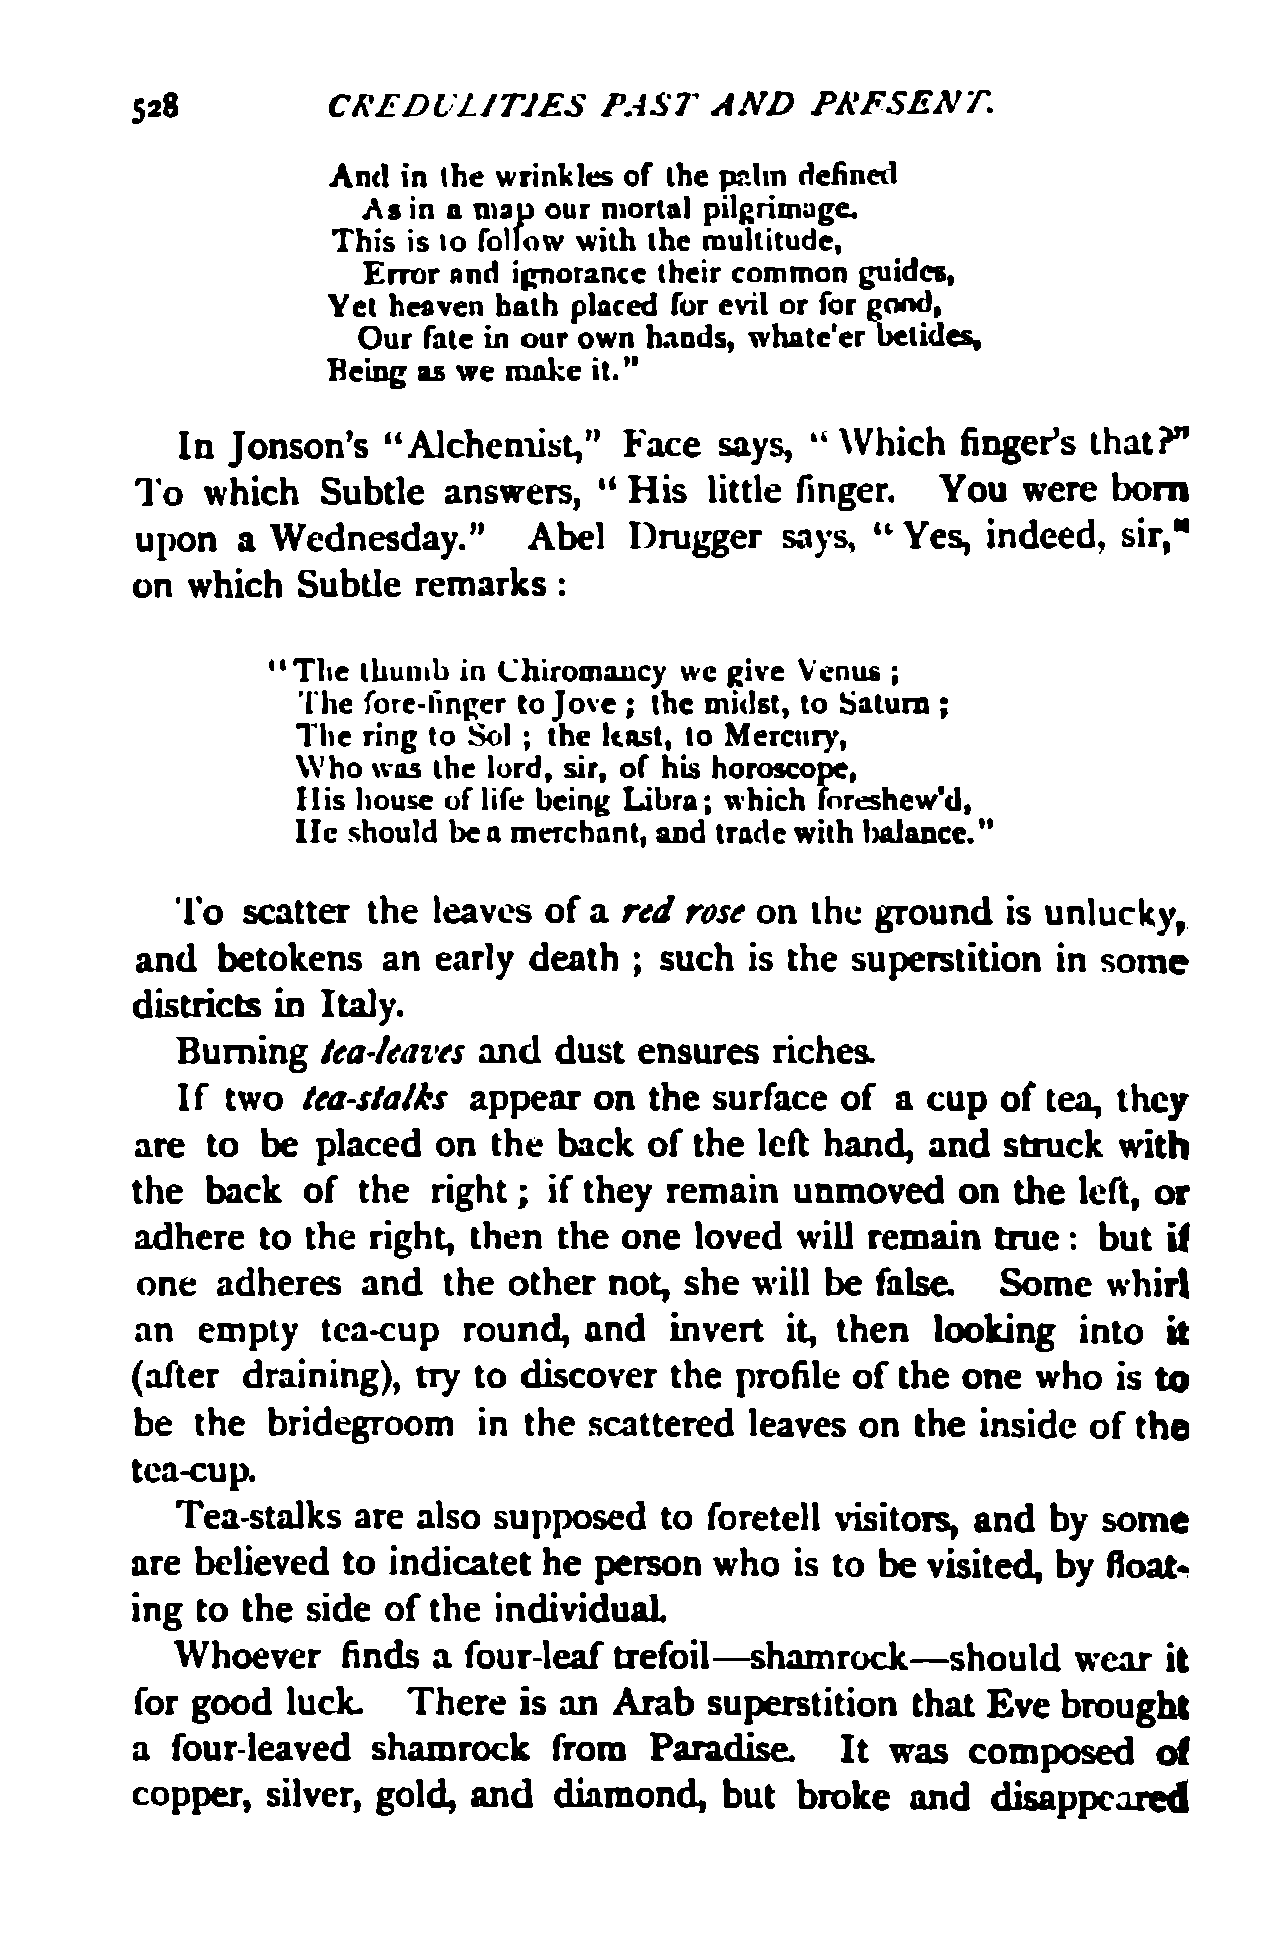 528 CREDULITIES PAST AND PRESENT.
And in the wrinkles of the palm defined
As in a map our mortal pilgrimage.
This is to follow with the multitude,
Error and ignorance their common guides,
Yet heaven hath placed for evil or for good,
Our fate in our own hands, whate'er betides,
Being as we make it."
In Jonson's "Alchemist," Face says, "Which finger's that?"
To which Subtle answers, "His little finger. You were born
upon a Wednesday." Abel Drugger says, "Yes, indeed, sir,"
on which Subtle remarks :
"The thumb in Chiromancy we give Venus ;
The fore-finger to Jove ; the midst, to Saturn ;
The ring to Sol ; the least, to Mercury,
Who was the lord, sir, of his horoscope,
His house of life being Libra ; which foreshew'd,
He should be a merchant, and trade with balance."
To scatter the leaves of a red rose on the ground is unlucky,
and betokens an early death ; such is the superstition in some
districts in Italy.
Burning tea-leaves and dust ensures riches.
If two tea-stalks appear on the surface of a cup of tea, they
are to be placed on the back of the left hand, and struck with
the back of the right ; if they remain unmoved on the left, or
adhere to the right, then the one loved will remain true : but if
one adheres and the other not, she will be false. Some whirl
an empty tea-cup round, and invert it, then looking into it
(after draining), try to discover the profile of the one who is to
be the bridegroom in the scattered leaves on the inside of the
tea-cup.
Tea-stalks are also supposed to foretell visitors, and by some
are believed to indicatet he person who is to be visited, by float-
ing to the side of the individual.
Whoever finds a four-leaf trefoil—shamrock—should wear it
for good luck. There is an Arab superstition that Eve brought
a four-leaved shamrock from Paradise. It was composed of
copper, silver, gold, and diamond, but broke and disappeared